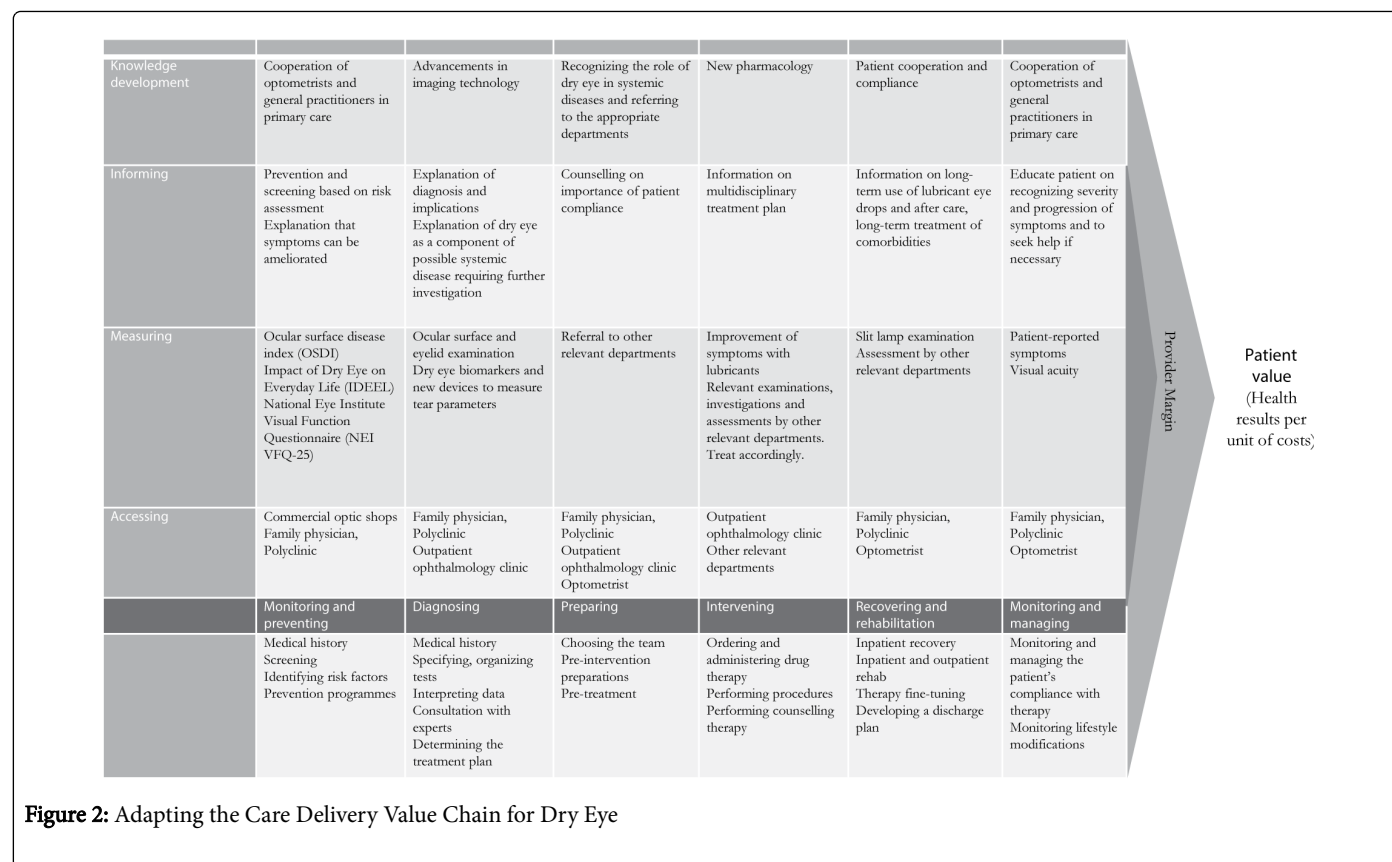 Knowledge
development
Cooperation of
optometrists and
general practitioners in
primary care
Advancements in
imaging technology
Recognizing the role of
dry eye in systemic
diseases and referring
to the appropriate
departments
New pharmacology
Patient cooperation and
compliance
Cooperation of
optometrists and
general
practitioners in
primary care
Informing
Prevention and
screening based on risk
assessment
Explanation that
symptoms can be
ameliorated
Explanation of
diagnosis and
implications
Explanation of dry eye
as a component of
possible systemic
disease requiring further
investigation
Counselling on
importance of patient
compliance
Information on
multidisciplinary
treatment plan
Information on long-
term use of lubricant eye
drops and after care,
long-term treatment of
comorbidities
Educate patient on
recognizing severity
and progression of
symptoms and to
seek help if
necessary
Measuring
Ocular surface disease
index (OSDI)
Impact of Dry Eye on
Everyday Life (IDEEL)
National Eye Institute
Visual Function
Questionnaire (NEI
VFQ-25)
Ocular surface and
eyelid examination
Dry eye biomarkers and
new devices to measure
tear parameters
Referral to other
relevant departments
Improvement of
symptoms with
lubricants
Relevant examinations,
investigations and
assessments by other
relevant departments.
Treat accordingly.
Slit lamp examination
Assessment by other
relevant departments
Patient-reported
symptoms
Visual acuity
Accessing
Commercial optic shops
Family physician,
Polyclinic
Family physician,
Polyclinic
Outpatient
ophthalmology clinic
Family physician,
Polyclinic
Outpatient
ophthalmology clinic
Optometrist
Outpatient
ophthalmology clinic
Other relevant
departments
Family physician,
Polyclinic
Optometrist
Family physician,
Polyclinic
Optometrist
Monitoring and
preventing
Diagnosing
Preparing
Intervening
Recovering and
rehabilitation
Monitoring and
managing
Medical history
Screening
Identifying risk factors
Prevention programmes
Medical history
Specifying, organizing
tests
Interpreting data
Consultation with
experts
Determining the
treatment plan
Choosing the team
Pre-intervention
preparations
Pre-treatment
Ordering and
administering drug
therapy
Performing procedures
Performing counselling
therapy
Inpatient recovery
Inpatient and outpatient
rehab
Therapy fine-tuning
Developing a discharge
plan
Monitoring and
managing the
patient's
compliance with
therapy
Monitoring lifestyle
modifications
Provider Margin
Patient
value
(Health
results per
unit of costs)
Figure 2: Adapting the Care Delivery Value Chain for Dry Eye